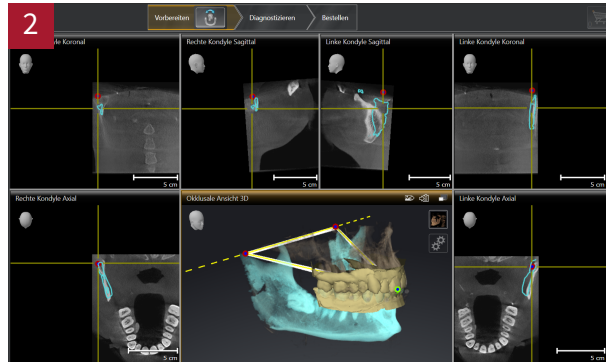 2
Vorbereiten
Diagnostizieren
Bestellen
Kondyle Koronal
Rechte Kondyle Sagittal
Linke Kondyle Sagittal
Linke Kondyle Koronal
5 cm
5 cm
5 cm
5 cm
Rechte Kondyle Axial
Okklusale Ansicht 3D
Linke Kondyle Axial
5 cm
5 cm